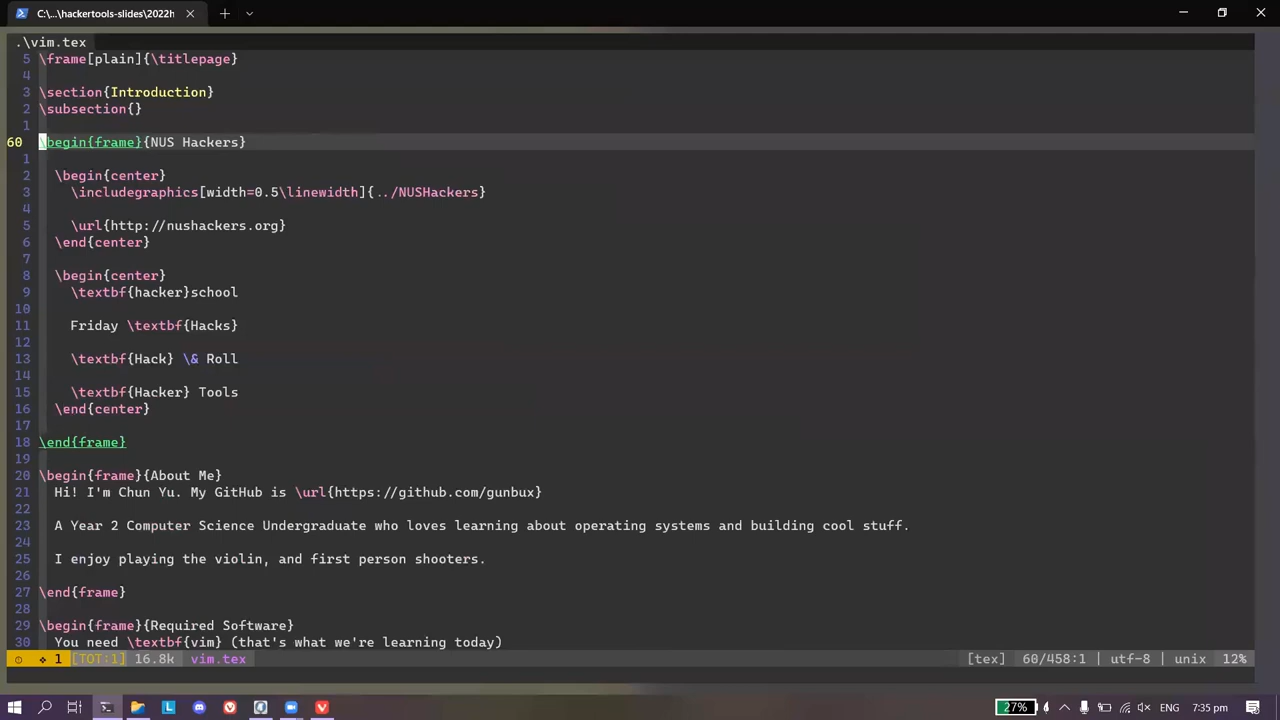 C:\...\hackertools-slides\2022h
.\vim.tex
5 \frame[plain]{\titlepage}
4
3 \section{Introduction}
2 \subsection{}
1
60 \begin{frame}{NUS Hackers}
1
2 \begin{center}
3 \includegraphics[width=0.5\linewidth]{../NUSHackers}
4
5 \url{http://nushackers.org}
6 \end{center}
7
8 \begin{center}
9 \textbf{hacker}school
10
11 Friday \textbf{Hacks}
12
13 \textbf{Hack} \& Roll
14
15 \textbf{Hacker} Tools
16 \end{center}
17
18 \end{frame}
19
20 \begin{frame}{About Me}
21 Hi! I'm Chun Yu. My GitHub is \url{https://github.com/gunbux}
22
23 A Year 2 Computer Science Undergraduate who loves learning about operating systems and building cool stuff.
24
25 I enjoy playing the violin, and first person shooters.
26
27 \end{frame}
28
29 \begin{frame}{Required Software}
30 You need \textbf{vim} (that's what we're learning today)
1 [TOT:1] 16.8k vim.tex [tex] 60/458:1 | utf-8 | unix 12%
27% ENG 7:35 pm